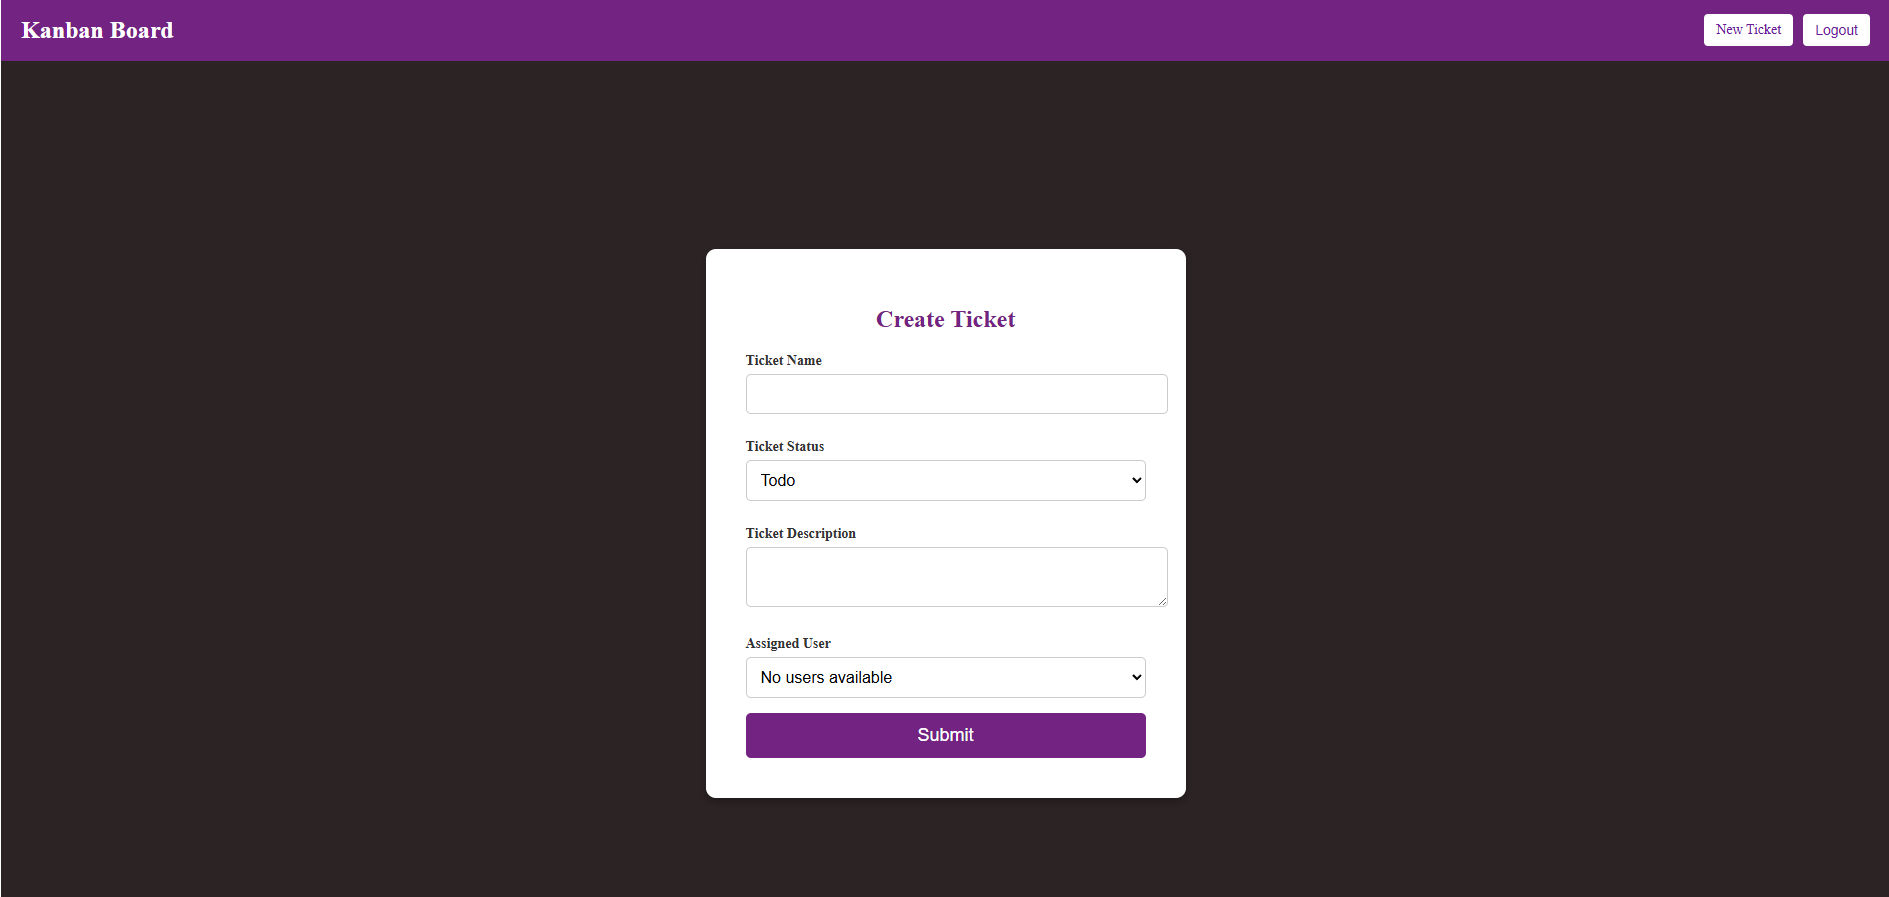 Kanban Board
New Ticket
Logout
Create Ticket
Ticket Name
Ticket Status
Todo
Ticket Description
Assigned User
No users available
Submit